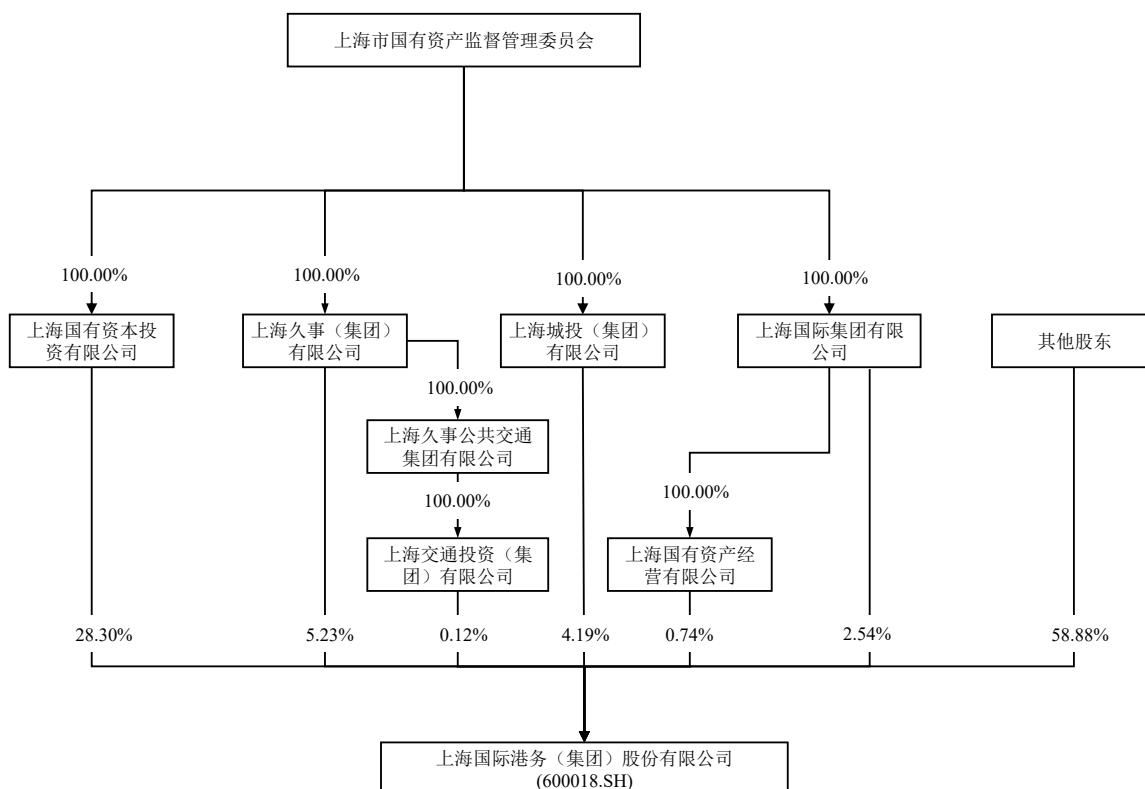 上海市国有资产监督管理委员会
100.00%
100.00%
100.00%
100.00%
上海国有资本投
资有限公司
上海久事（集团）
有限公司
上海城投（集团）
有限公司
上海国际集团有限
公司
其他股东
100.00%
上海久事公共交通
集团有限公司
100.00%
100.00%
上海交通投资（集
团）有限公司
上海国有资产经
营有限公司
28.30%
5.23%
0.12%
4.19%
0.74%
2.54%
58.88%
上海国际港务（集团）股份有限公司
(600018.SH)